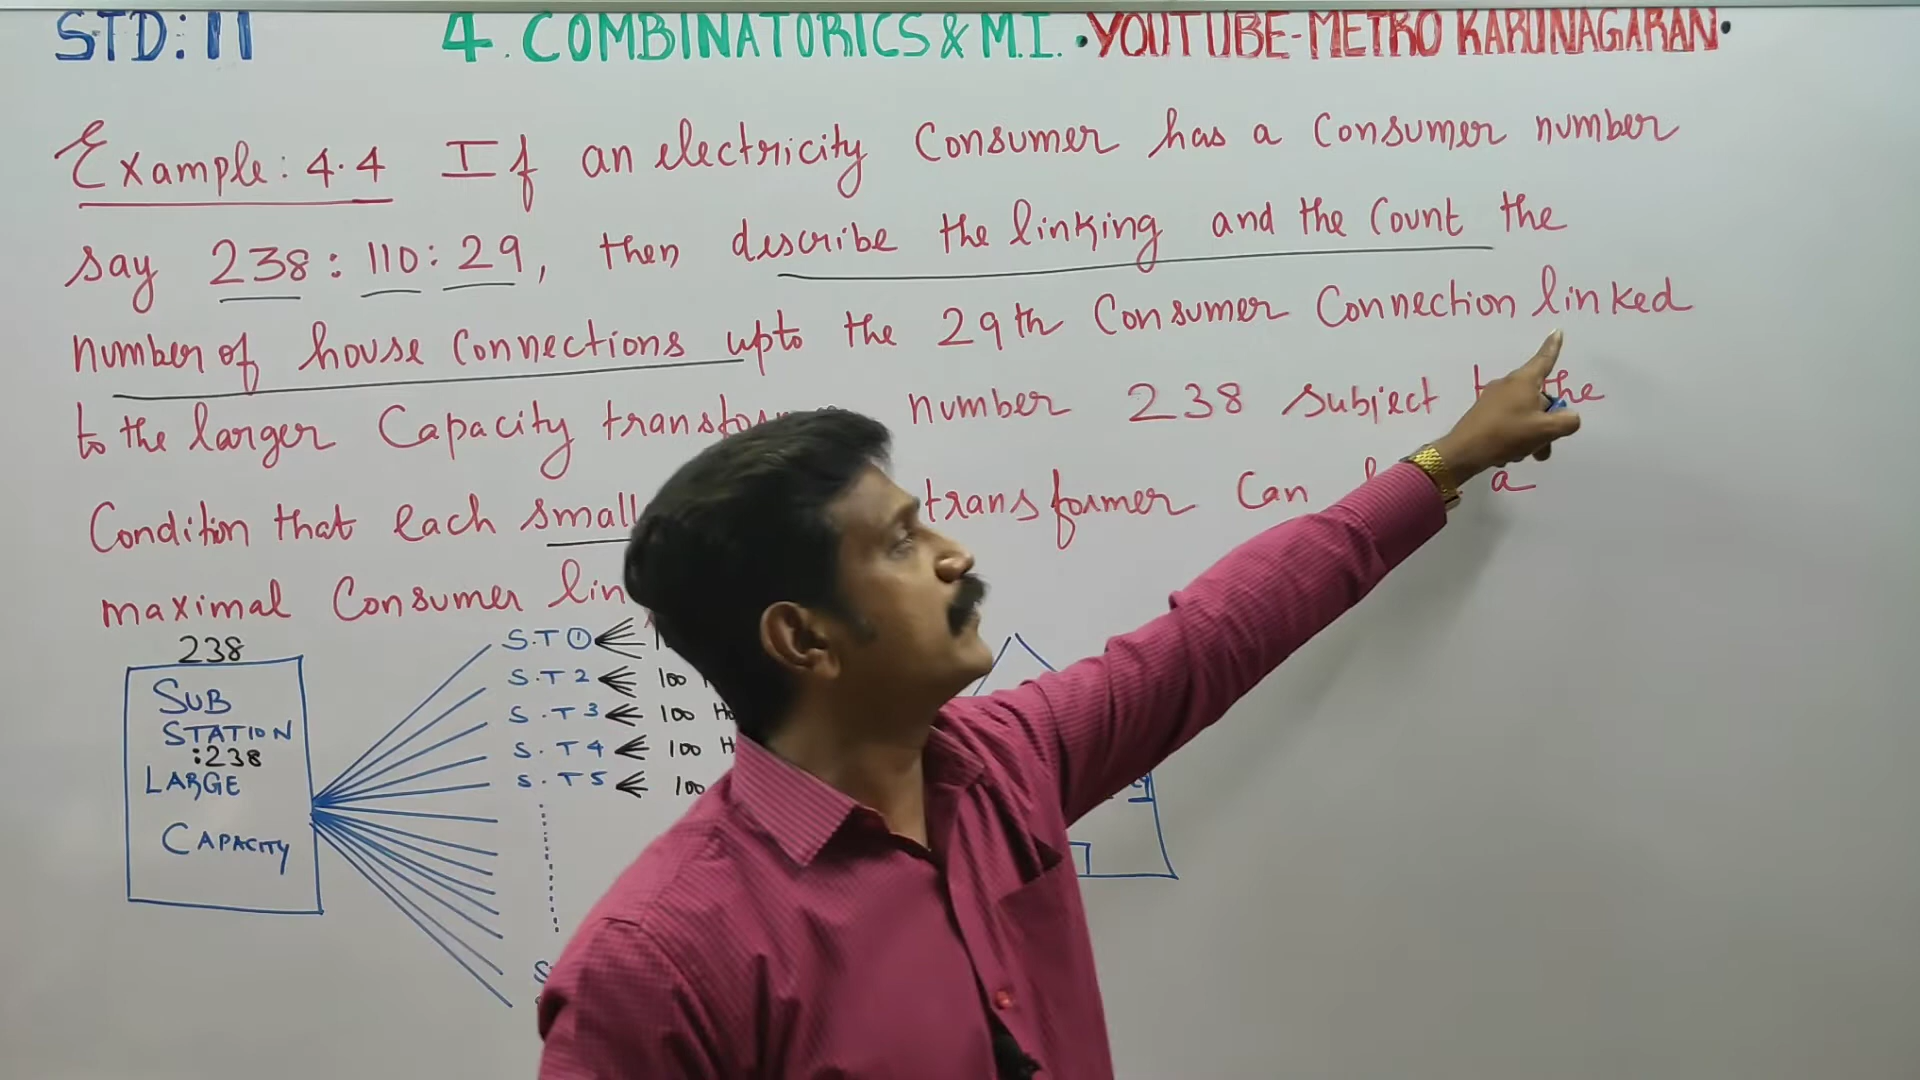 STD: 11 4. COMBINATORICS & M.I. •YOUTUBE-METRO KARUNAGARAN•
Example: 4.4 If an electricity Consumer has a Consumer number
say 238 : 110 : 29, then describe the linking and the Count the
number of house Connections upto the 29th Consumer Connection linked
to the larger Capacity number 238 subject the
Condition that each transformer Can a
maximal Consumer
238
SUB
STATION
:238
LARGE
CAPACITY
S.T 1
S.T 2 100
S.T 3 100
S.T 4 100
S.T 5 100